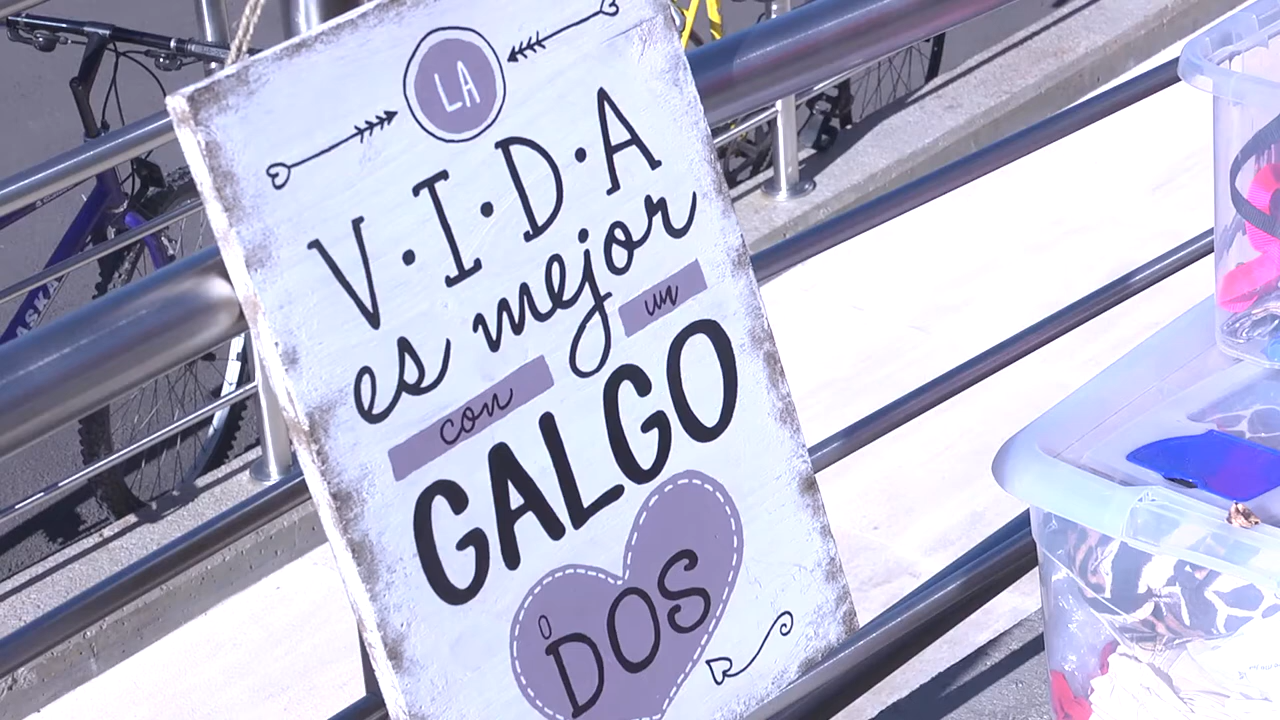 LA
V·I·D·A
es mejor
con un
GALGO
o DOS